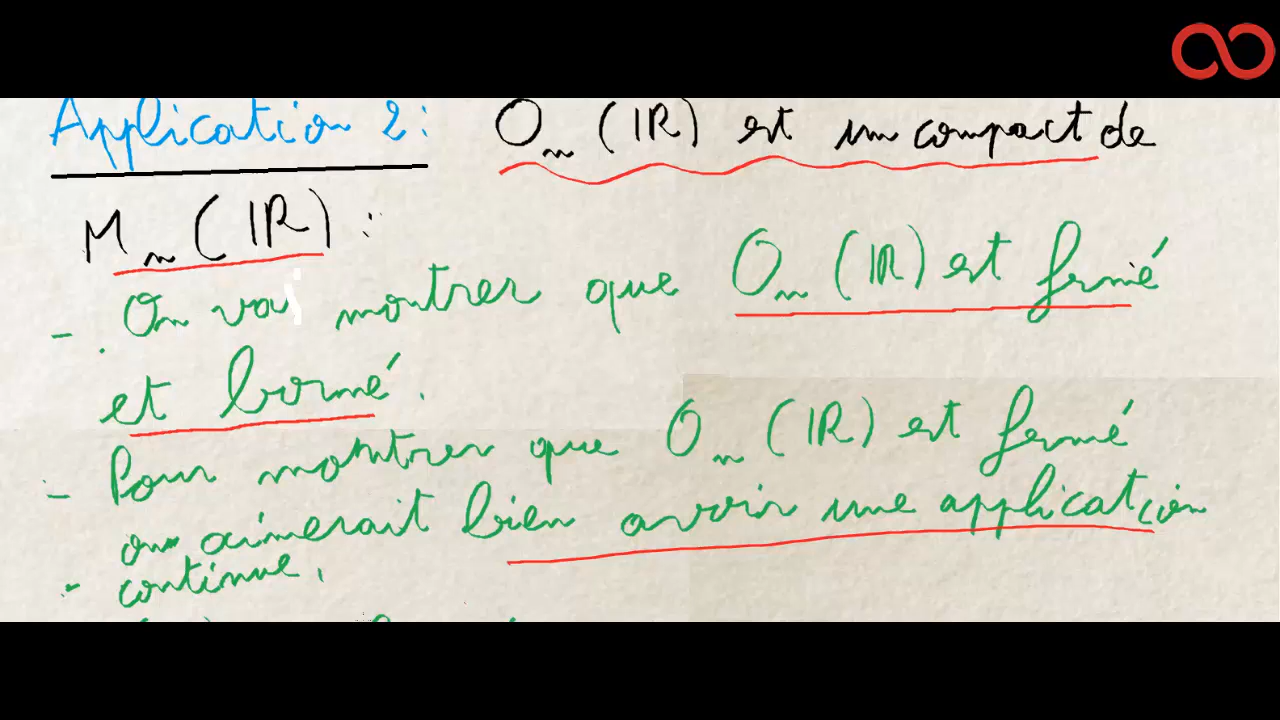 Application 2: On (IR) est un compact de
Mn (IR) :
- On va montrer que On (IR) est fermé
et borné.
- Pour montrer que On (IR) est fermé
on aimerait bien avoir une application
- continue.